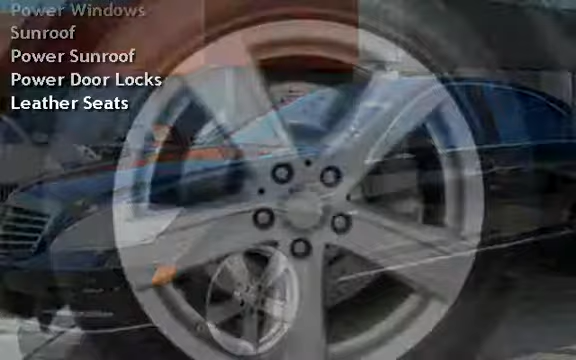 Power Windows
Sunroof
Power Sunroof
Power Door Locks
Leather Seats